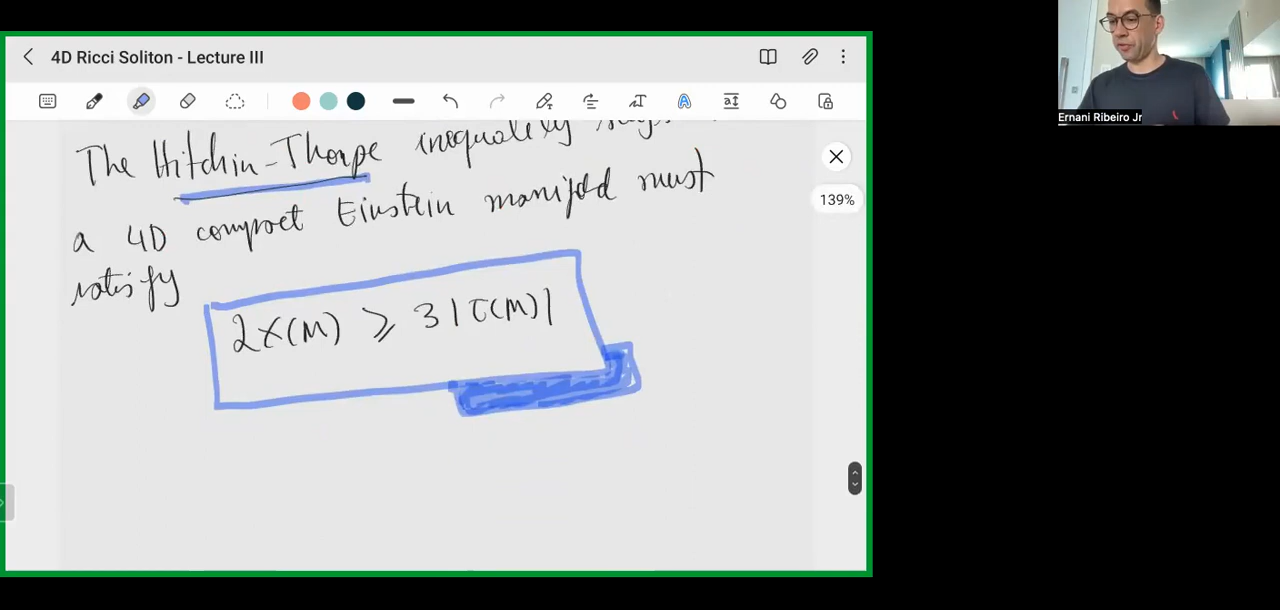 4D Ricci Soliton - Lecture III
Ernani Ribeiro Jr
139%
The Hitchin-Thorpe inequality says
a 4D compact Einstein manifold must
satisfy
2χ(M) ≥ 3|τ(M)|